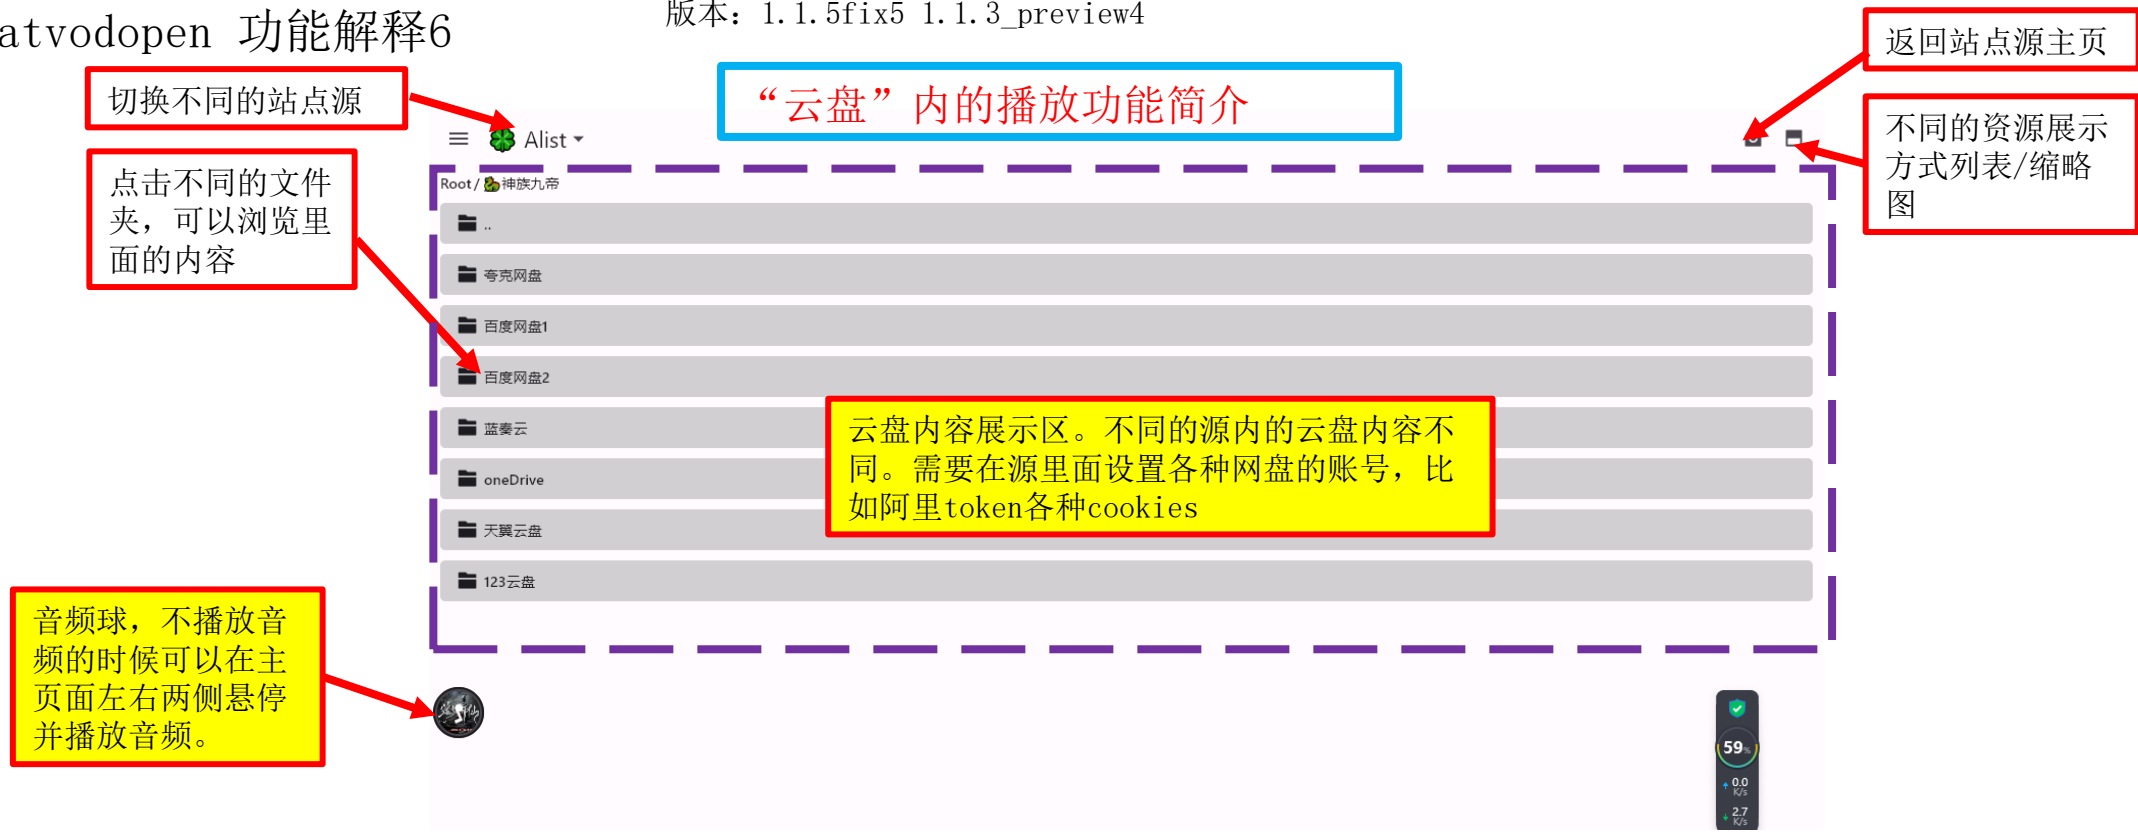 atvodopen 功能解释6
版本：1.1.5fix5 1.1.3_preview4
返回站点源主页
切换不同的站点源
“云盘”内的播放功能简介
不同的资源展示
方式列表/缩略
图
Alist
点击不同的文件
夹，可以浏览里
面的内容
Root/神族九帝
..
夸克网盘
百度网盘1
百度网盘2
蓝奏云
云盘内容展示区。不同的源内的云盘内容不
同。需要在源里面设置各种网盘的账号，比
如阿里token各种cookies
oneDrive
天翼云盘
123云盘
音频球，不播放音
频的时候可以在主
页面左右两侧悬停
并播放音频。
59%
0.0
K/s
2.7
K/s